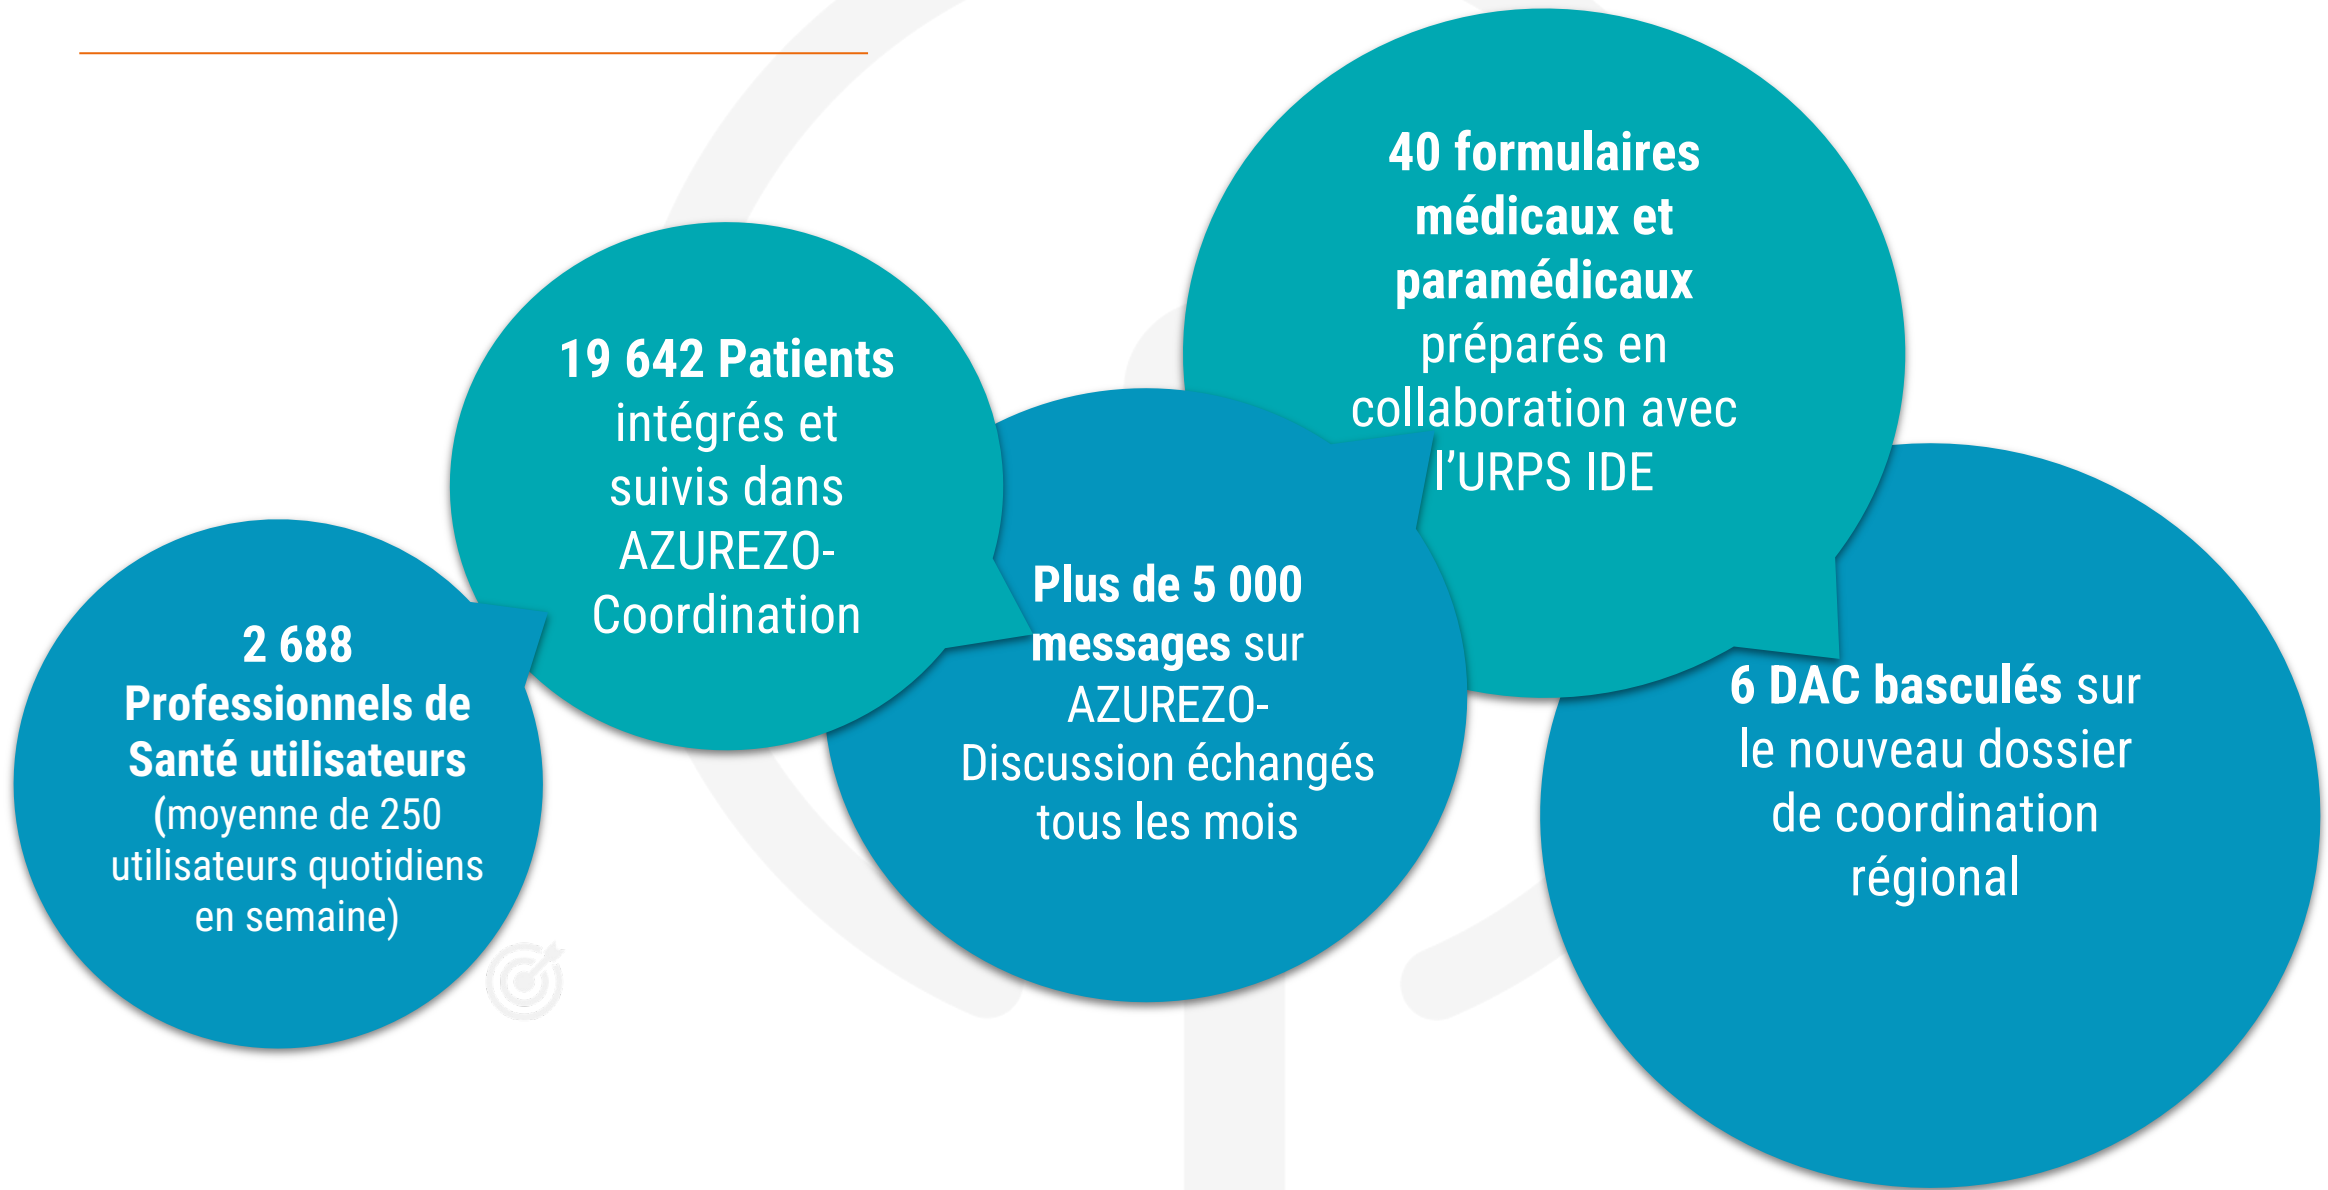 2 688
Professionnels de
Santé utilisateurs
(moyenne de 250
utilisateurs quotidiens
en semaine)
19 642 Patients
intégrés et
suivis dans
AZUREZO-
Coordination
Plus de 5 000
messages sur
AZUREZO-
Discussion échangés
tous les mois
40 formulaires
médicaux et
paramédicaux
préparés en
collaboration avec
l’URPS IDE
6 DAC basculés sur
le nouveau dossier
de coordination
régional